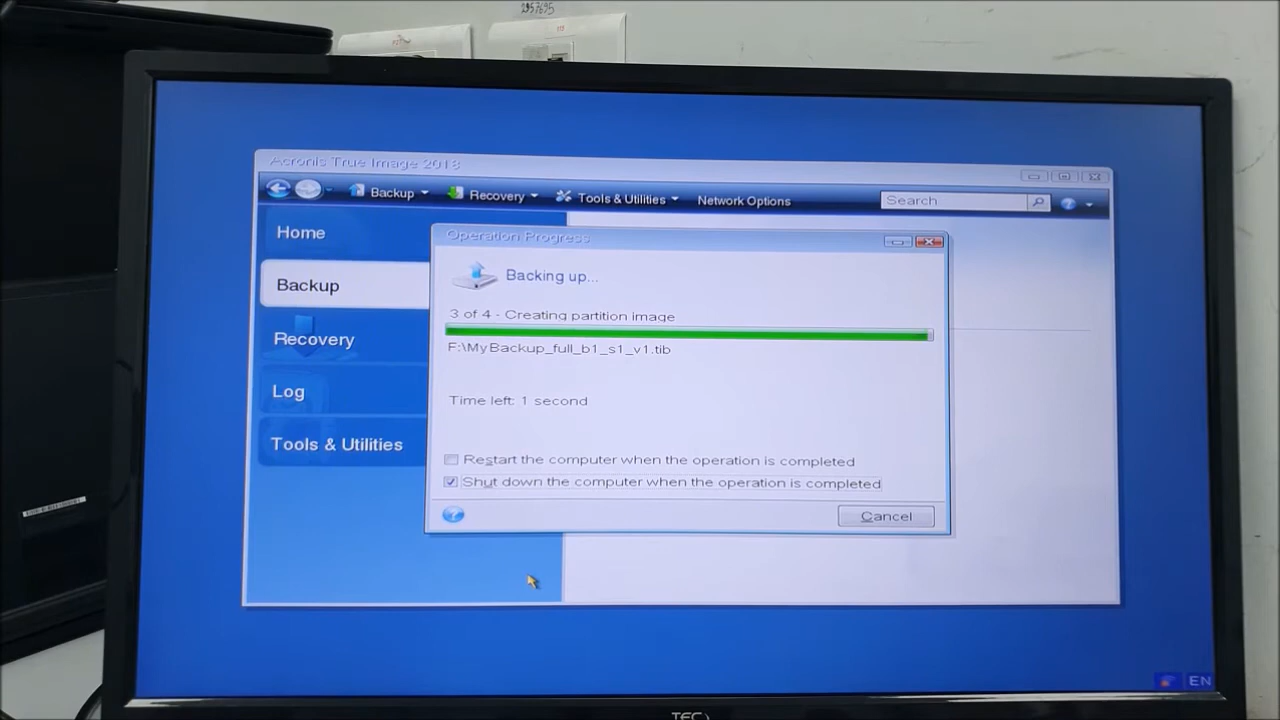 2957695
Acronis True Image 2018
Backup
Recovery
Tools & Utilities
Network Options
Search
Home
Backup
Recovery
Log
Tools & Utilities
Operation Progress
Backing up...
3 of 4 - Creating partition image
F:\MyBackup_full_b1_s1_v1.tib
Time left: 1 second
Restart the computer when the operation is completed
Shut down the computer when the operation is completed
Cancel
EN